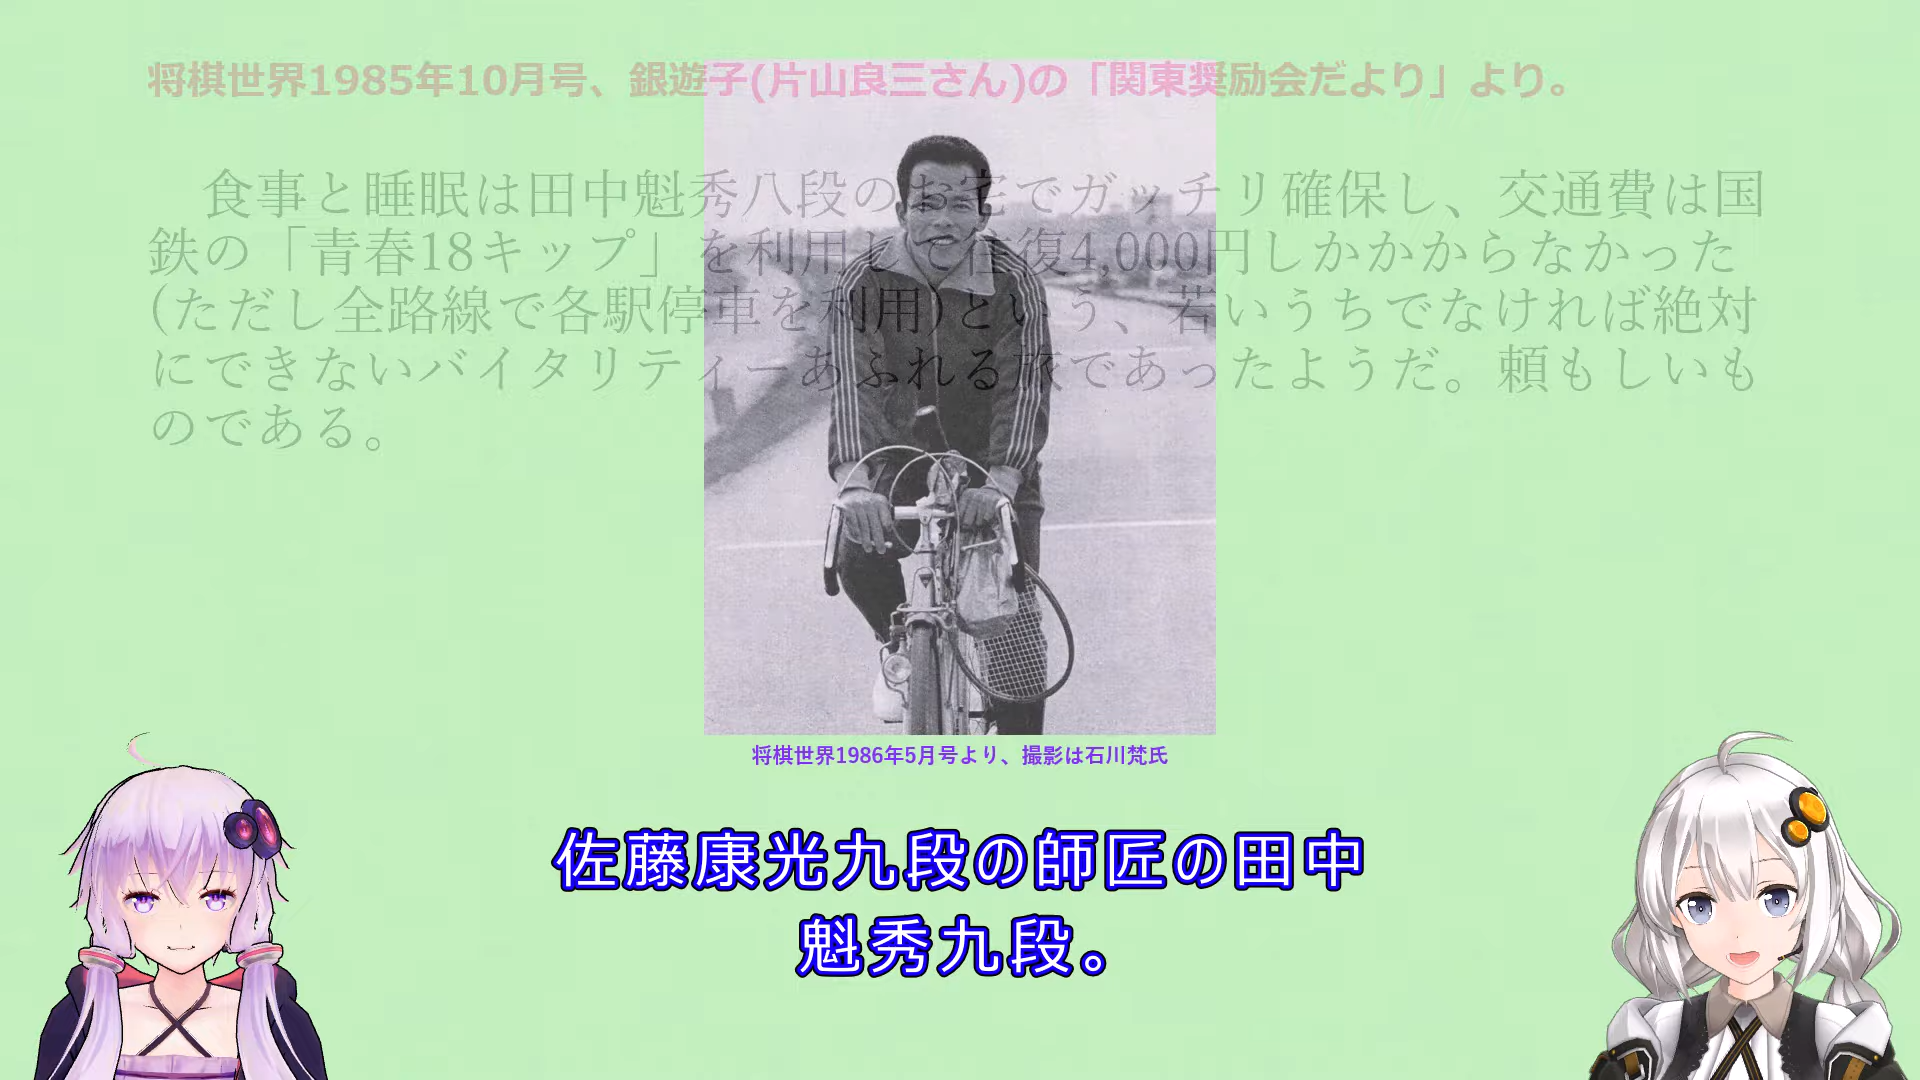 将棋世界1985年10月号、銀遊子(片山良三さん)の「関東奨励会だより」より。
食事と睡眠は田中魁秀八段のお宅でガッチリ確保し、交通費は国
鉄の「青春18キップ」を利用して往復4,000円しかかからなかった
(ただし全路線で各駅停車を利用)という、若いうちでなければ絶対
にできないバイタリティーあふれる旅であったようだ。頼もしいも
のである。
将棋世界1986年5月号より、撮影は石川梵氏
佐藤康光九段の師匠の田中
魁秀九段。